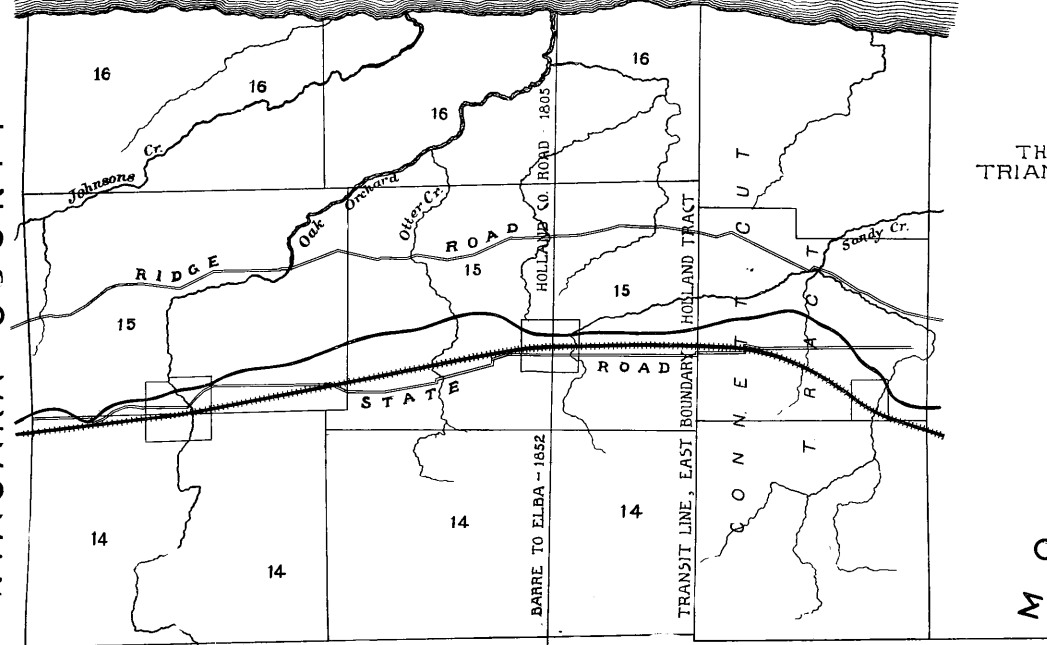 16
16
16
16
TH
TRIAN
Johnsons Cr.
Oak Orchard
Otter Cr.
HOLLAND CO. ROAD - 1805
CONNECTICUT
TRACT
Sandy Cr.
RIDGE ROAD
15
15
15
STATE ROAD
BARRE TO ELBA - 1852
TRANSIT LINE, EAST BOUNDARY HOLLAND TRACT
14
14
14
14
M O